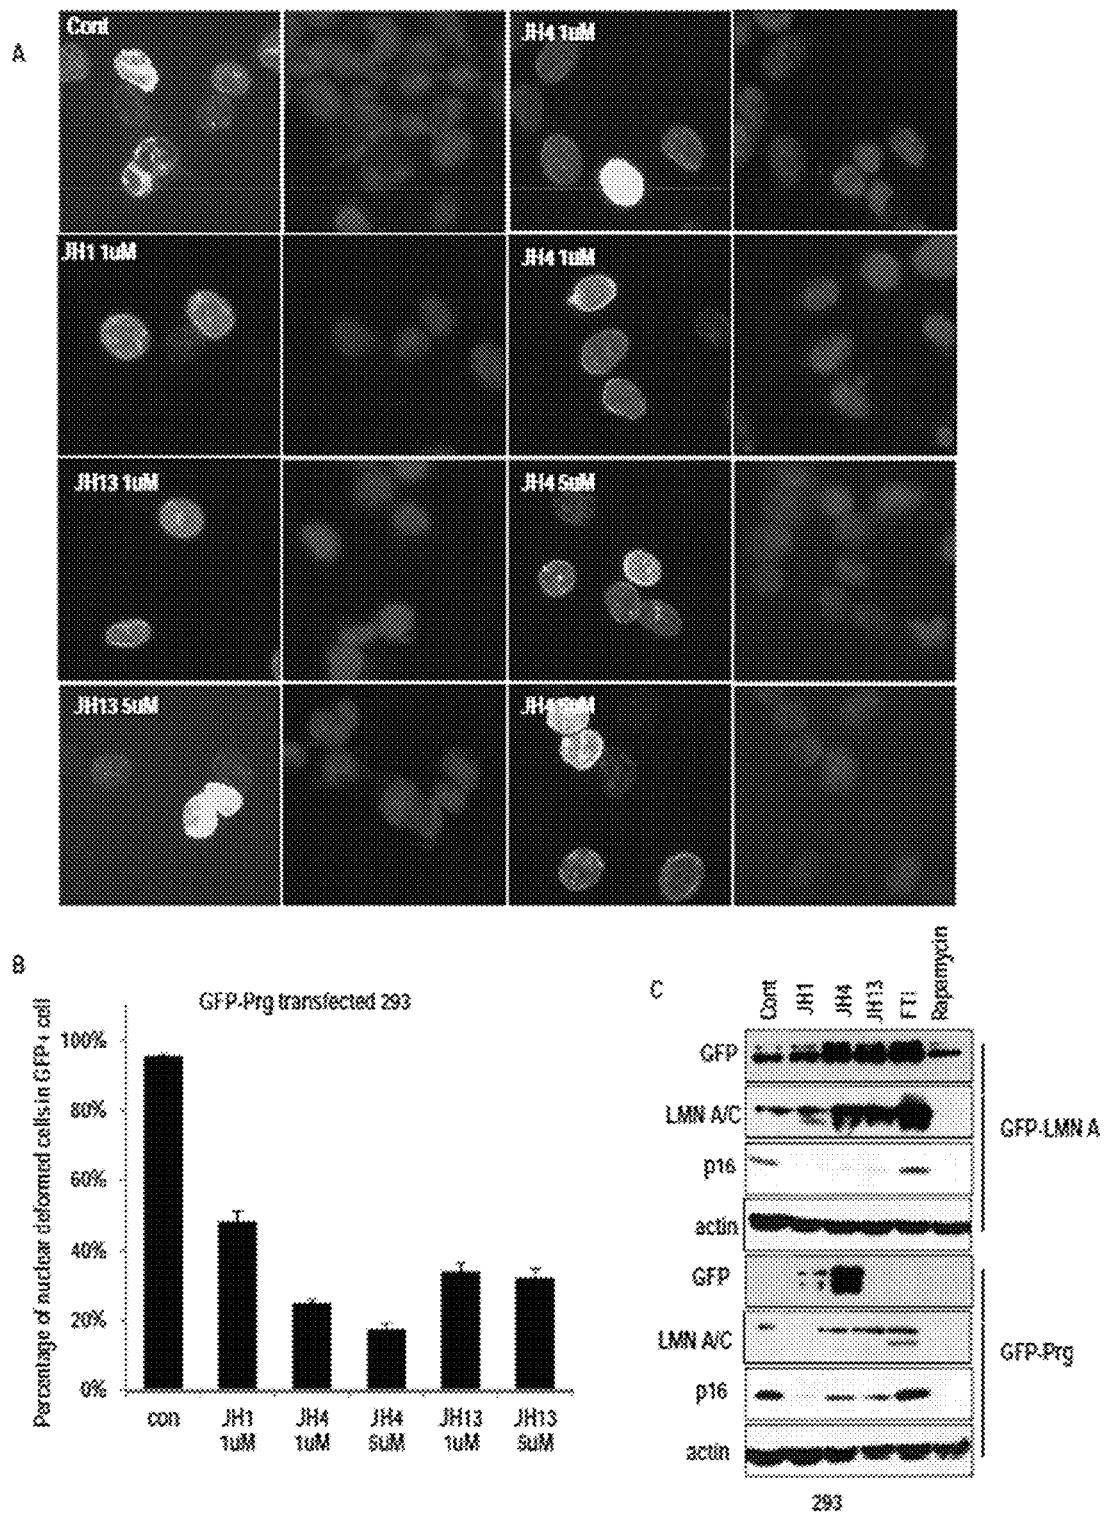 A
Cont
JH4 1uM
JH1 1uM
JH4 1uM
JH13 1uM
JH4 5uM
JH13 5uM
JH4 5uM
B
GFP-Prg transfected 293
Percentage of nuclear deformed cells in GFP+ cell
100%
80%
60%
40%
20%
0%
con
JH1 1uM
JH4 1uM
JH4 5uM
JH13 1uM
JH13 5uM
C
Cont
JH1
JH4
JH13
FTI
Rapamycin
GFP
LMN A/C
p16
actin
GFP-LMN A
GFP
LMN A/C
p16
actin
GFP-Prg
293